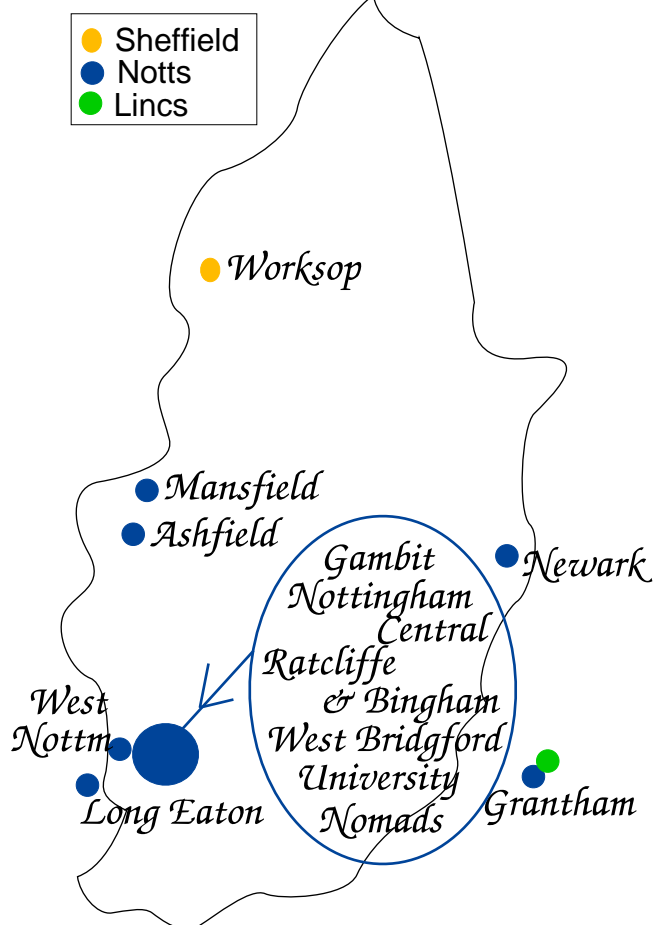 Sheffield
Notts
Lincs
Worksop
Mansfield
Ashfield
Gambit
Newark
Nottingham
Central
Ratcliffe
& Bingham
West
Nottm
West Bridgford
University
Long Eaton
Grantham
Nomads